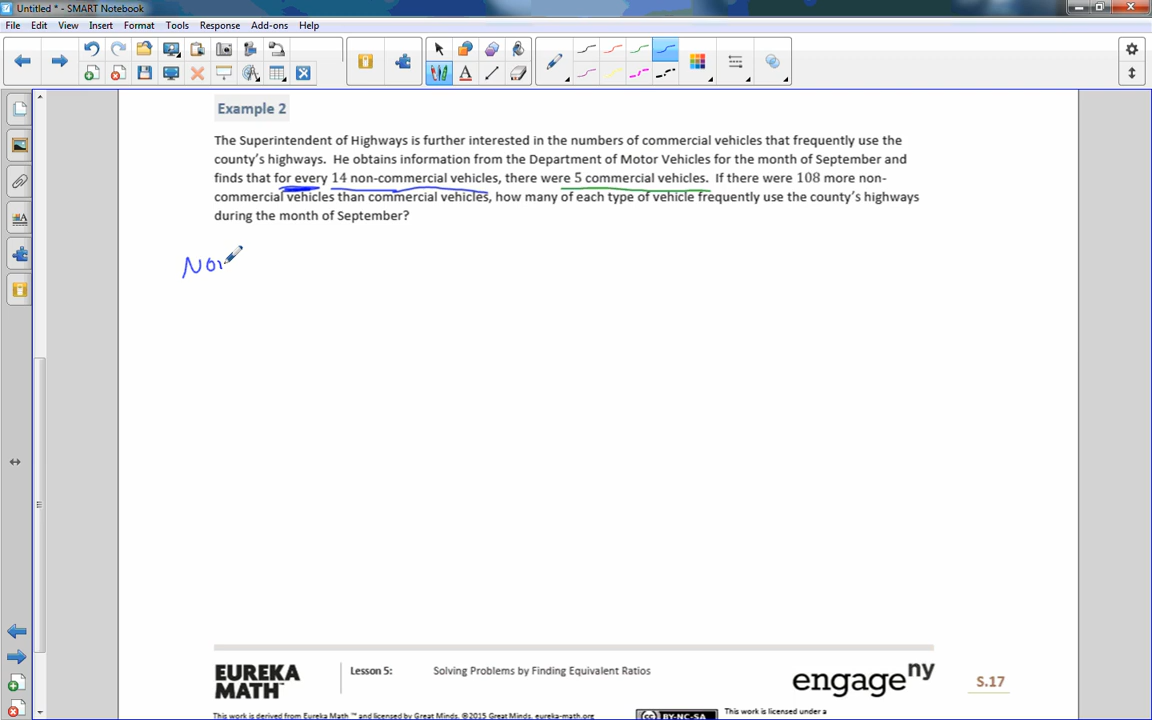 Untitled * - SMART Notebook
File Edit View Insert Format Tools Response Add-ons Help
Example 2
The Superintendent of Highways is further interested in the numbers of commercial vehicles that frequently use the
county's highways. He obtains information from the Department of Motor Vehicles for the month of September and
finds that for every 14 non-commercial vehicles, there were 5 commercial vehicles. If there were 108 more non-
commercial vehicles than commercial vehicles, how many of each type of vehicle frequently use the county's highways
during the month of September?
Non
EUREKA
MATH™
Lesson 5:
Solving Problems by Finding Equivalent Ratios
engage ny
S.17
This work is derived from Eureka Math ™ and licensed by Great Minds. ©2015 Great Minds. eureka-math.org
(cc) BY-NC-SA
This work is licensed under a